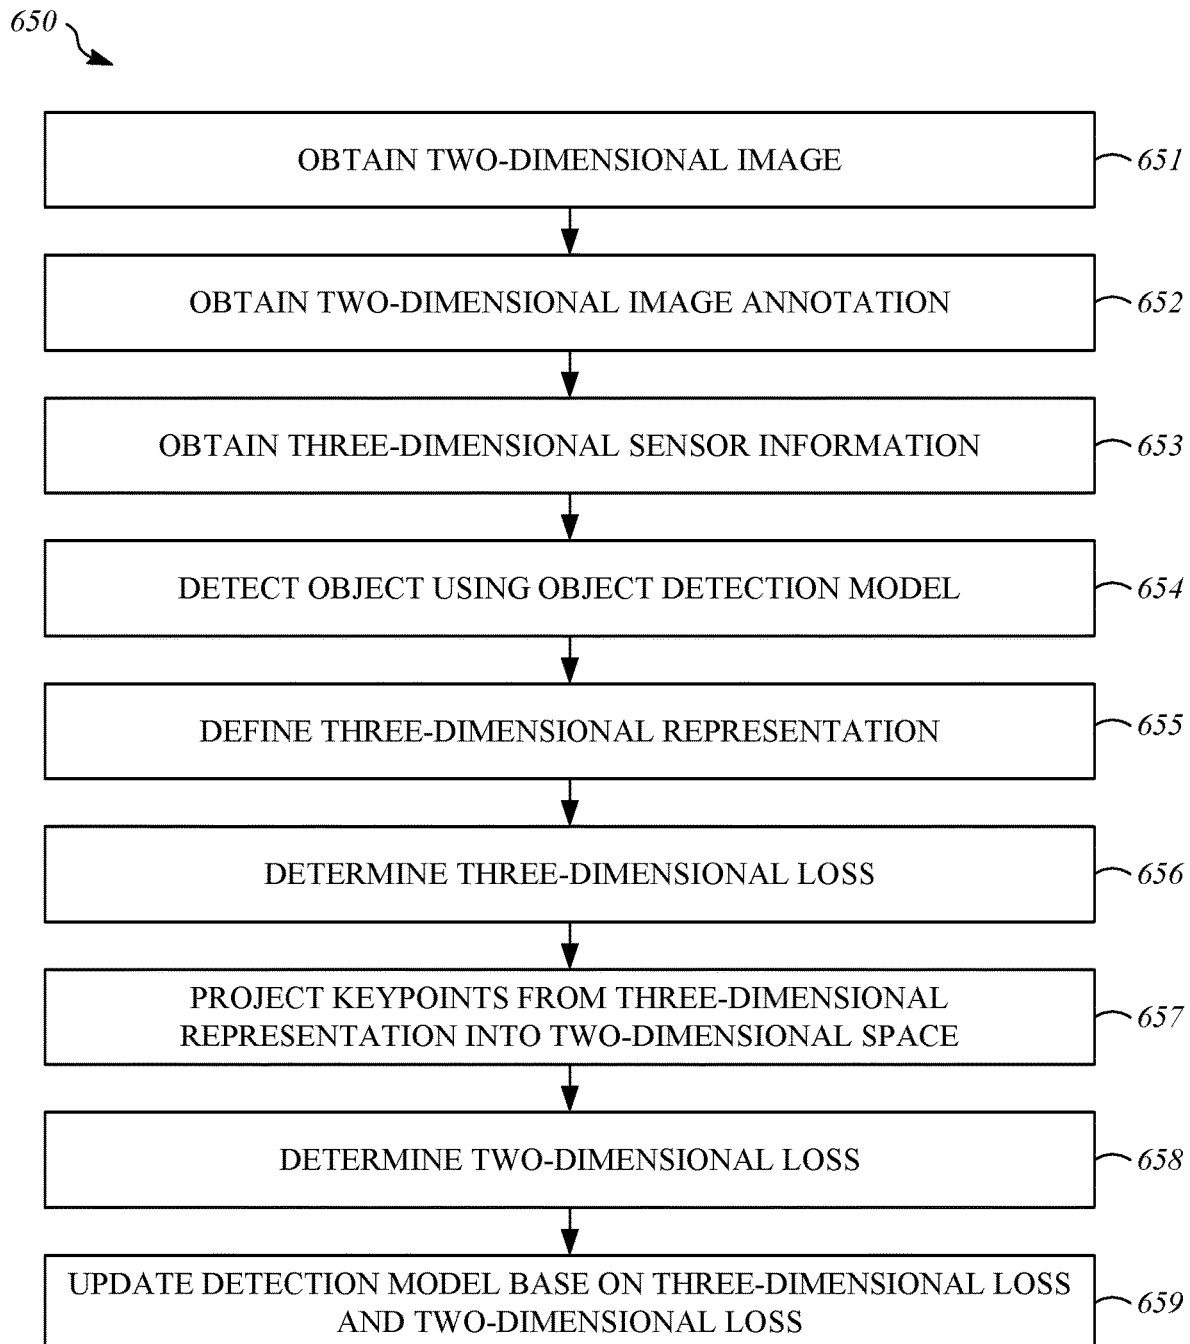 650
OBTAIN TWO-DIMENSIONAL IMAGE
651
OBTAIN TWO-DIMENSIONAL IMAGE ANNOTATION
652
OBTAIN THREE-DIMENSIONAL SENSOR INFORMATION
653
DETECT OBJECT USING OBJECT DETECTION MODEL
654
DEFINE THREE-DIMENSIONAL REPRESENTATION
655
DETERMINE THREE-DIMENSIONAL LOSS
656
PROJECT KEYPOINTS FROM THREE-DIMENSIONAL
REPRESENTATION INTO TWO-DIMENSIONAL SPACE
657
DETERMINE TWO-DIMENSIONAL LOSS
658
UPDATE DETECTION MODEL BASE ON THREE-DIMENSIONAL LOSS
AND TWO-DIMENSIONAL LOSS
659